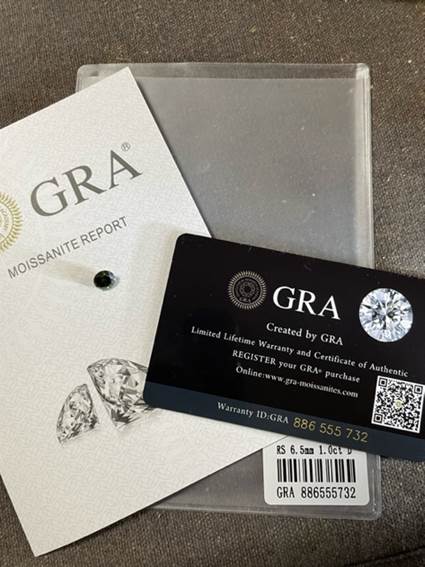 GRA®
MOISSANITE REPORT
GRA
GRA
Created by GRA
Limited Lifetime Warranty and Certificate of Authentic
REGISTER your GRA® purchase
Online:www.gra-moissanites.com
Warranty ID:GRA 886 555 732
RS 6.5mm 1.0ct D
GRA 886555732